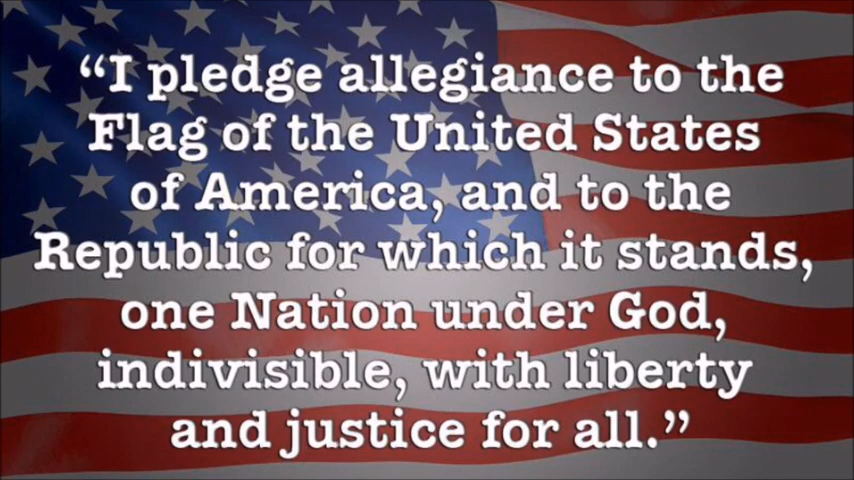 “I pledge allegiance to the
Flag of the United States
of America, and to the
Republic for which it stands,
one Nation under God,
indivisible, with liberty
and justice for all.”